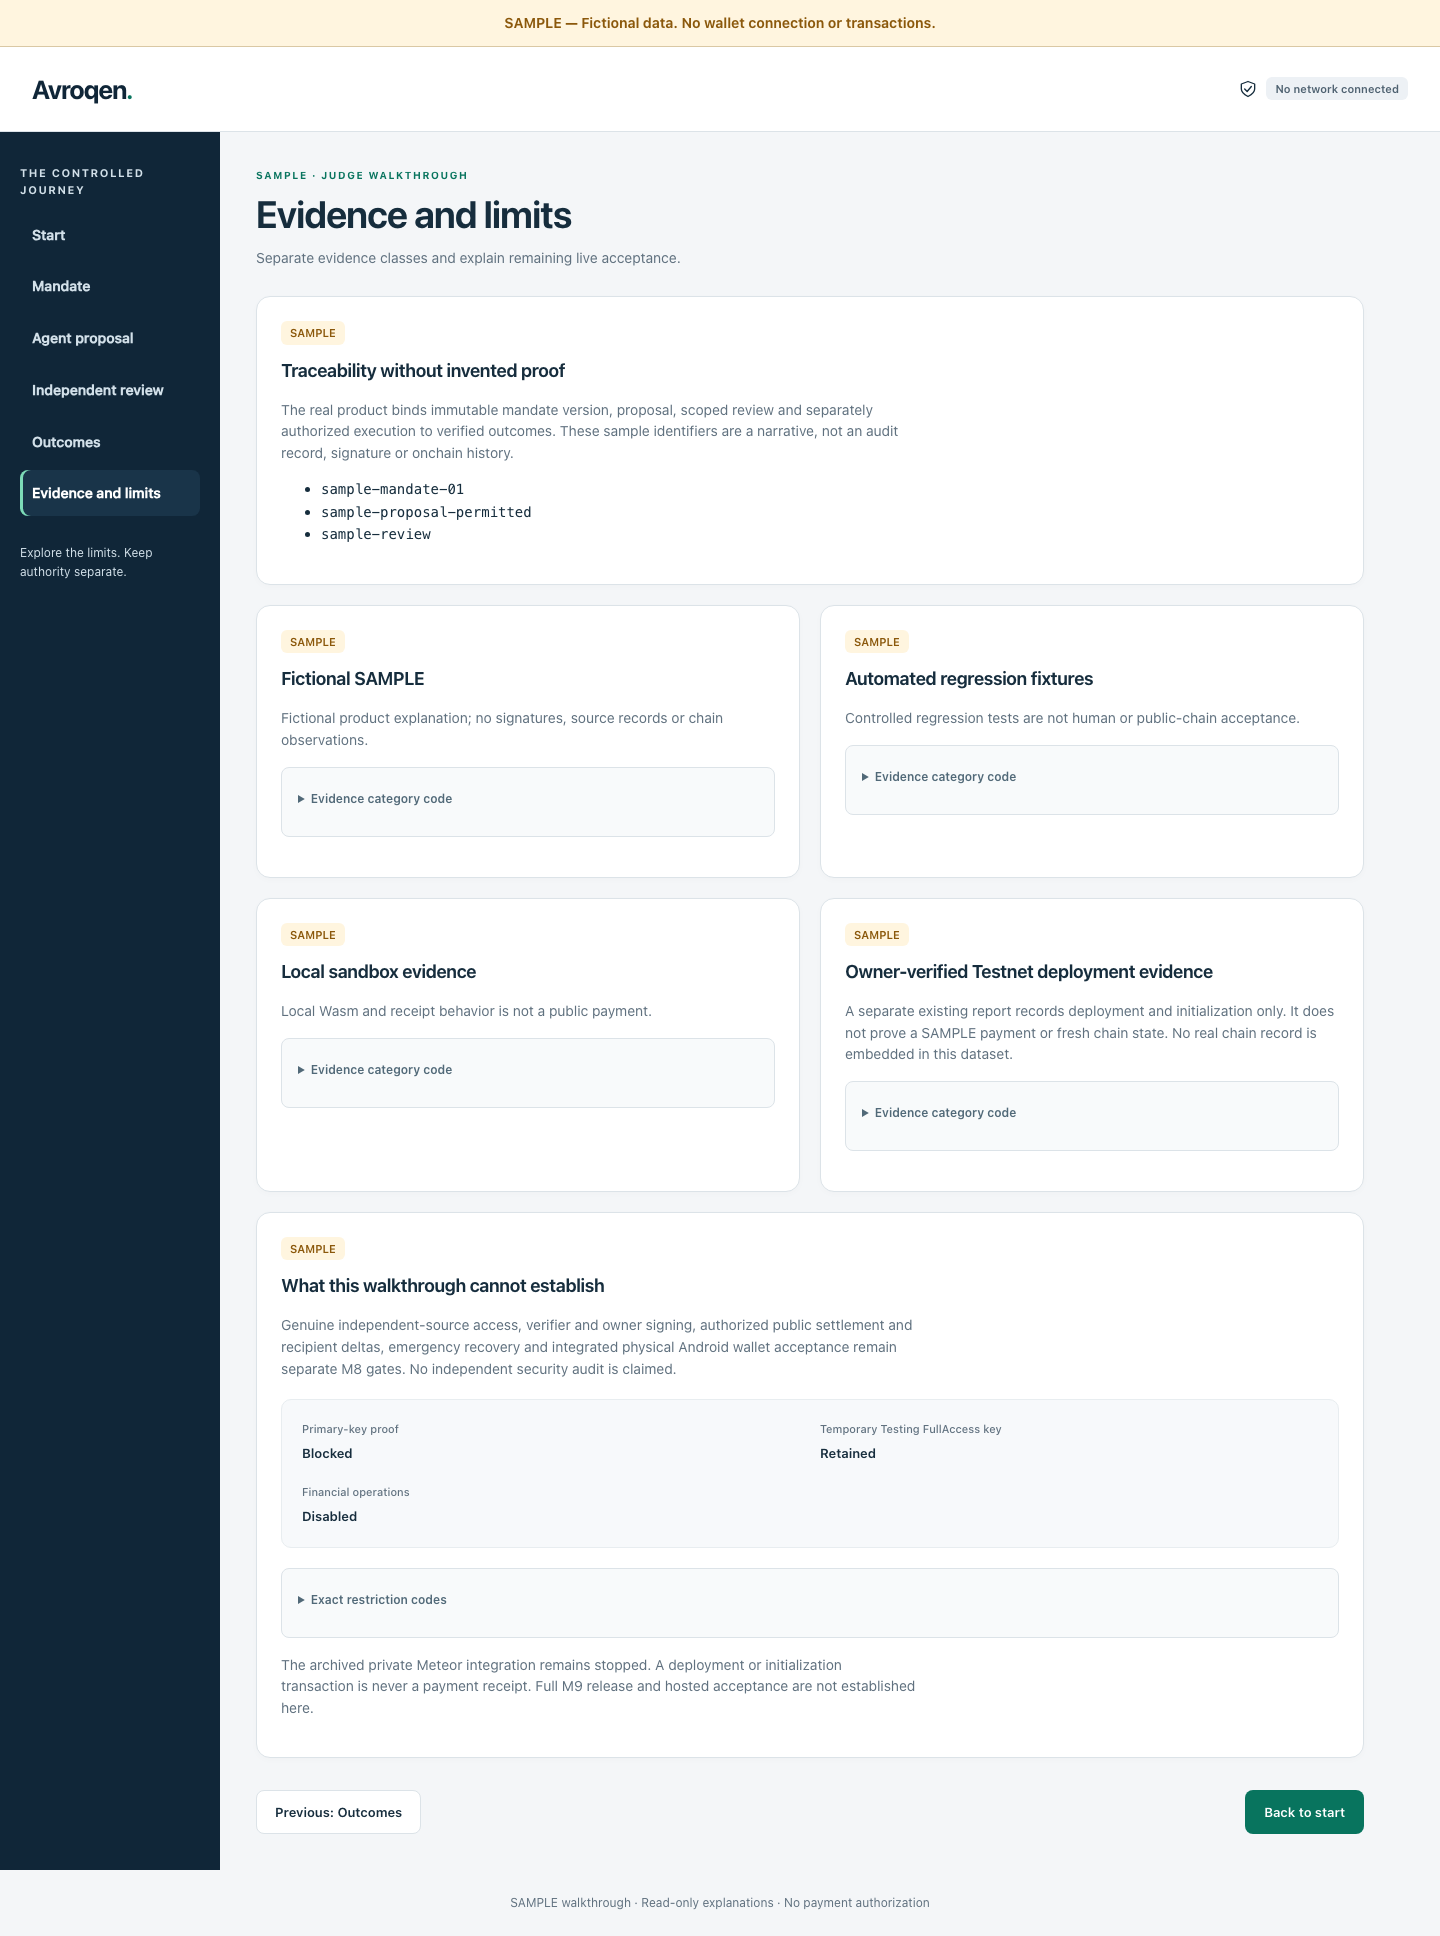 SAMPLE — Fictional data. No wallet connection or transactions.
Avroqen.
No network connected
THE CONTROLLED
JOURNEY
Start
Mandate
Agent proposal
Independent review
Outcomes
Evidence and limits
Explore the limits. Keep
authority separate.
SAMPLE · JUDGE WALKTHROUGH
Evidence and limits
Separate evidence classes and explain remaining live acceptance.
SAMPLE
Traceability without invented proof
The real product binds immutable mandate version, proposal, scoped review and separately
authorized execution to verified outcomes. These sample identifiers are a narrative, not an audit
record, signature or onchain history.
• sample-mandate-01
• sample-proposal-permitted
• sample-review
SAMPLE
Fictional SAMPLE
Fictional product explanation; no signatures, source records or chain
observations.
Evidence category code
SAMPLE
Automated regression fixtures
Controlled regression tests are not human or public-chain acceptance.
Evidence category code
SAMPLE
Local sandbox evidence
Local Wasm and receipt behavior is not a public payment.
Evidence category code
SAMPLE
Owner-verified Testnet deployment evidence
A separate existing report records deployment and initialization only. It does
not prove a SAMPLE payment or fresh chain state. No real chain record is
embedded in this dataset.
Evidence category code
SAMPLE
What this walkthrough cannot establish
Genuine independent-source access, verifier and owner signing, authorized public settlement and
recipient deltas, emergency recovery and integrated physical Android wallet acceptance remain
separate M8 gates. No independent security audit is claimed.
Primary-key proof
Blocked
Temporary Testing FullAccess key
Retained
Financial operations
Disabled
Exact restriction codes
The archived private Meteor integration remains stopped. A deployment or initialization
transaction is never a payment receipt. Full M9 release and hosted acceptance are not established
here.
Previous: Outcomes
Back to start
SAMPLE walkthrough · Read-only explanations · No payment authorization